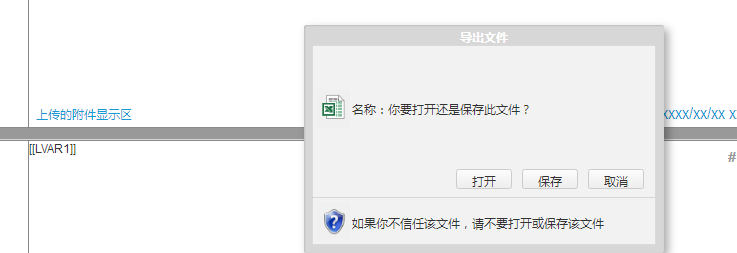 导出文件
名称：你要打开还是保存此文件？
上传的附件显示区
xxxx/xx/xx x
[[LVAR1]]
#
打开 保存 取消
如果你不信任该文件，请不要打开或保存该文件